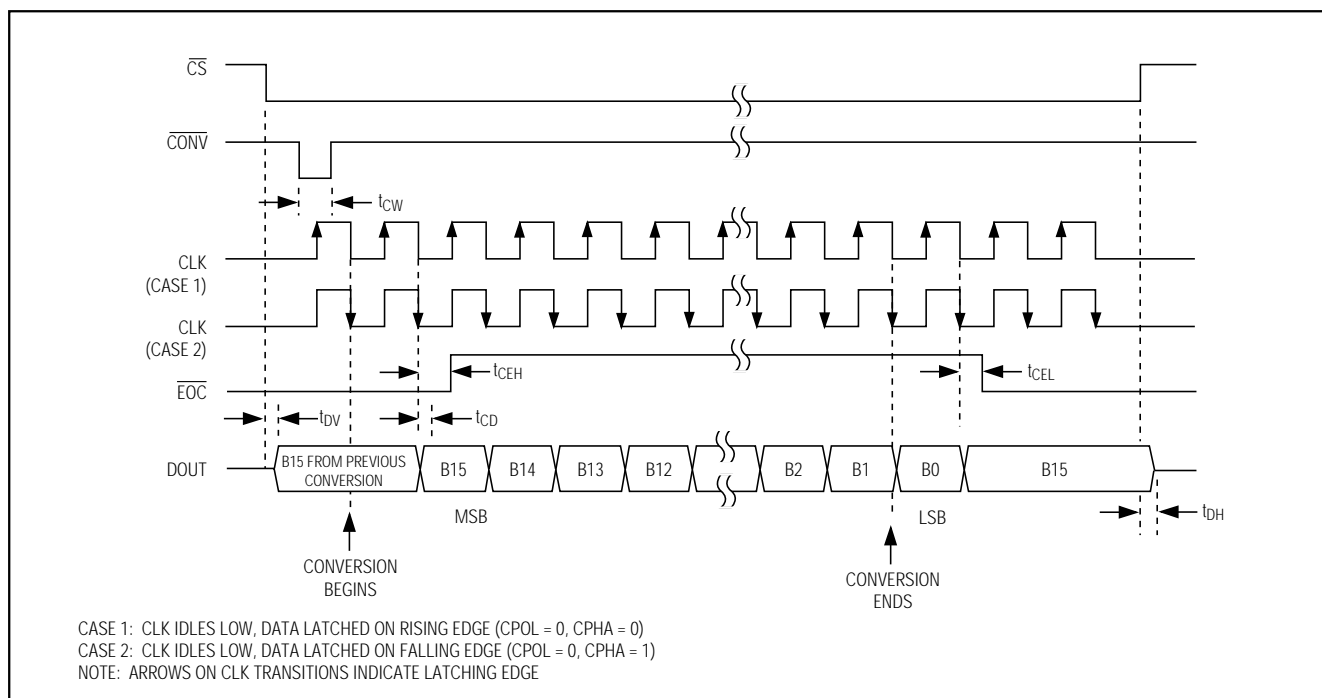 CS
CONV
tCW
CLK
(CASE 1)
CLK
(CASE 2)
tCEH
tCEL
EOC
tDV
tCD
DOUT
B15 FROM PREVIOUS
CONVERSION
B15
B14
B13
B12
B2
B1
B0
B15
MSB
LSB
tDH
CONVERSION
BEGINS
CONVERSION
ENDS
CASE 1: CLK IDLES LOW, DATA LATCHED ON RISING EDGE (CPOL = 0, CPHA = 0)
CASE 2: CLK IDLES LOW, DATA LATCHED ON FALLING EDGE (CPOL = 0, CPHA = 1)
NOTE: ARROWS ON CLK TRANSITIONS INDICATE LATCHING EDGE